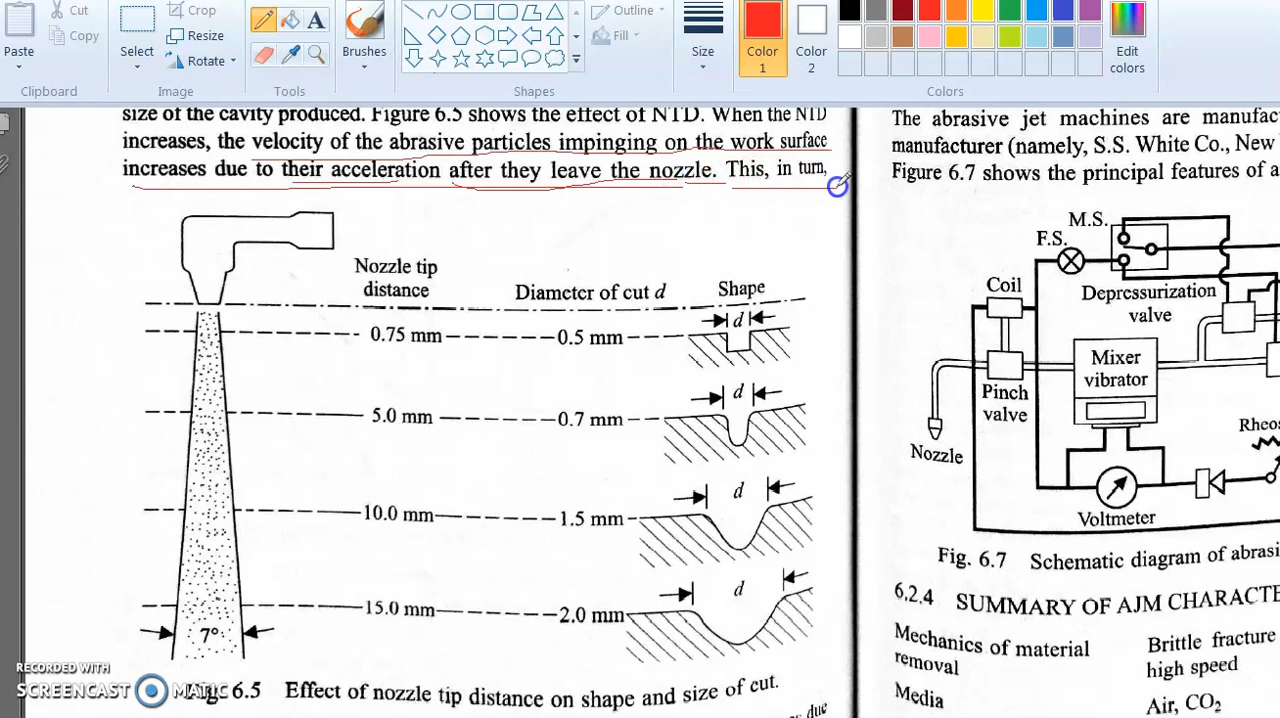 Cut
Copy
Paste
Clipboard
Crop
Resize
Rotate
Select
Image
Tools
Brushes
Shapes
Outline
Fill
Size
Color 1
Color 2
Edit colors
Colors
size of the cavity produced. Figure 6.5 shows the effect of NTD. When the NTD
increases, the velocity of the abrasive particles impinging on the work surface
increases due to their acceleration after they leave the nozzle. This, in turn,
Nozzle tip
distance
Diameter of cut d
Shape
0.75 mm
0.5 mm
d
5.0 mm
0.7 mm
d
10.0 mm
1.5 mm
d
15.0 mm
2.0 mm
d
7°
Fig. 6.5 Effect of nozzle tip distance on shape and size of cut.
due
The abrasive jet machines are manufac
manufacturer (namely, S.S. White Co., New
Figure 6.7 shows the principal features of a
M.S.
F.S.
Coil
Depressurization
valve
Mixer
vibrator
Pinch
valve
Nozzle
Rheos
Voltmeter
Fig. 6.7 Schematic diagram of abrasi
6.2.4 SUMMARY OF AJM CHARACTE
Mechanics of material
removal
Brittle fracture
high speed
Media
Air, CO₂
RECORDED WITH
SCREENCAST MATIC